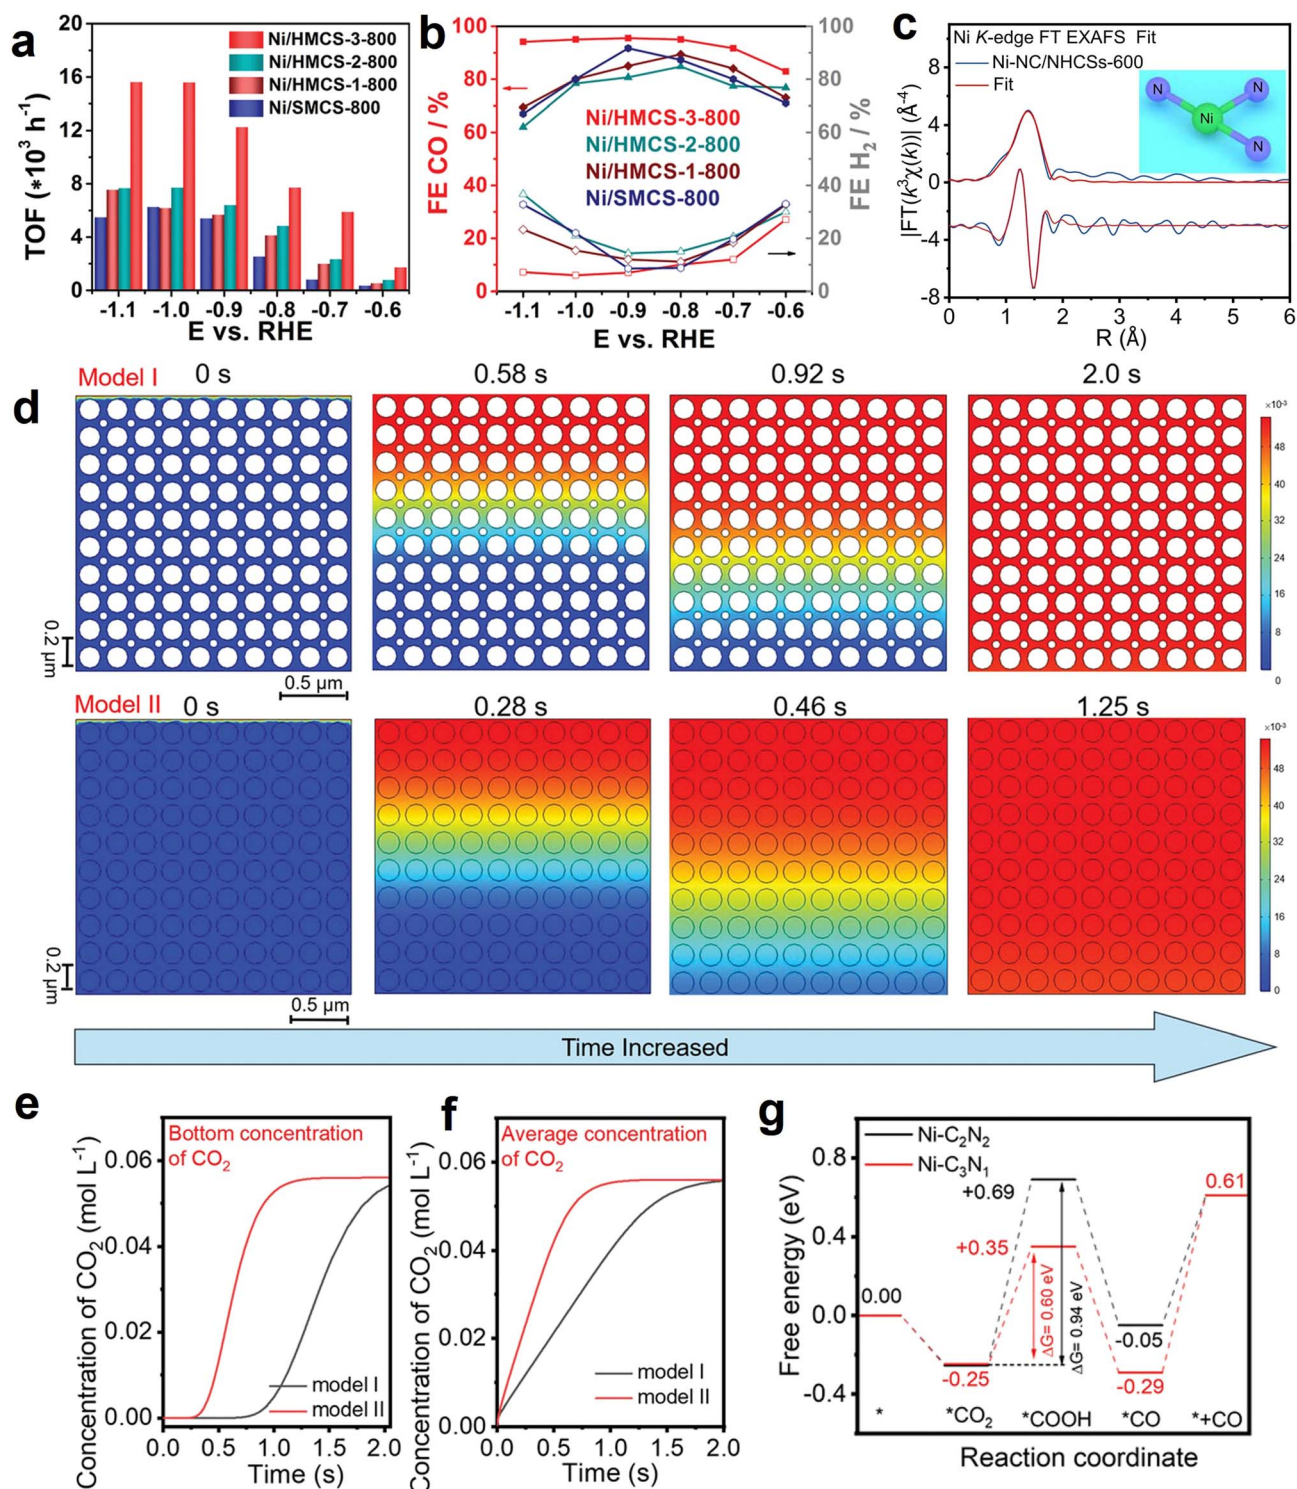 a
20
16
12
8
4
0
TOF (*10³ h⁻¹)
Ni/HMCS-3-800
Ni/HMCS-2-800
Ni/HMCS-1-800
Ni/SMCS-800
-1.1 -1.0 -0.9 -0.8 -0.7 -0.6
E vs. RHE
b
100
80
60
40
20
0
FE CO / %
Ni/HMCS-3-800
Ni/HMCS-2-800
Ni/HMCS-1-800
Ni/SMCS-800
100
80
60
40
20
0
FE H₂ / %
-1.1 -1.0 -0.9 -0.8 -0.7 -0.6
E vs. RHE
c
Ni K-edge FT EXAFS Fit
Ni-NC/NHCSs-600
Fit
N N
Ni
N
8
4
0
-4
-8
|FT(k³χ(k))| (Å⁻⁴)
0 1 2 3 4 5 6
R (Å)
d
Model I 0 s 0.58 s 0.92 s 2.0 s
×10⁻³
48
40
32
24
16
8
0
0.2 μm
0.5 μm
Model II 0 s 0.28 s 0.46 s 1.25 s
×10⁻³
48
40
32
24
16
8
0
0.2 μm
0.5 μm
Time Increased
e
Bottom concentration
of CO₂
Concentration of CO₂ (mol L⁻¹)
0.06
0.04
0.02
0.00
model I
model II
0.0 0.5 1.0 1.5 2.0
Time (s)
f
Average concentration
of CO₂
Concentration of CO₂ (mol L⁻¹)
0.06
0.04
0.02
0.00
model I
model II
0.0 0.5 1.0 1.5 2.0
Time (s)
g
Ni-C₂N₂
Ni-C₃N₁
Free energy (eV)
0.8
0.4
0.0
-0.4
0.00
-0.25
+0.69
+0.35
ΔG= 0.60 eV
ΔG= 0.94 eV
-0.05
-0.29
0.61
* *CO₂ *COOH *CO *+CO
Reaction coordinate